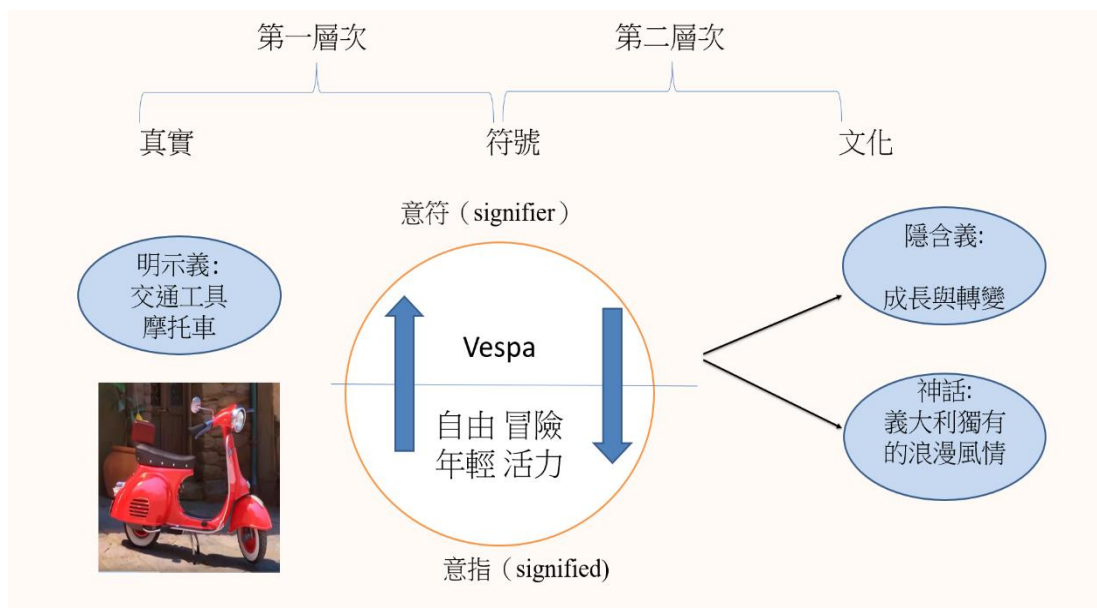 第一層次
第二層次
真實
符號
文化
意符（signifier）
明示義:
交通工具
摩托車
Vespa
自由 冒險
年輕 活力
意指（signified)
隱含義:
成長與轉變
神話:
義大利獨有
的浪漫風情